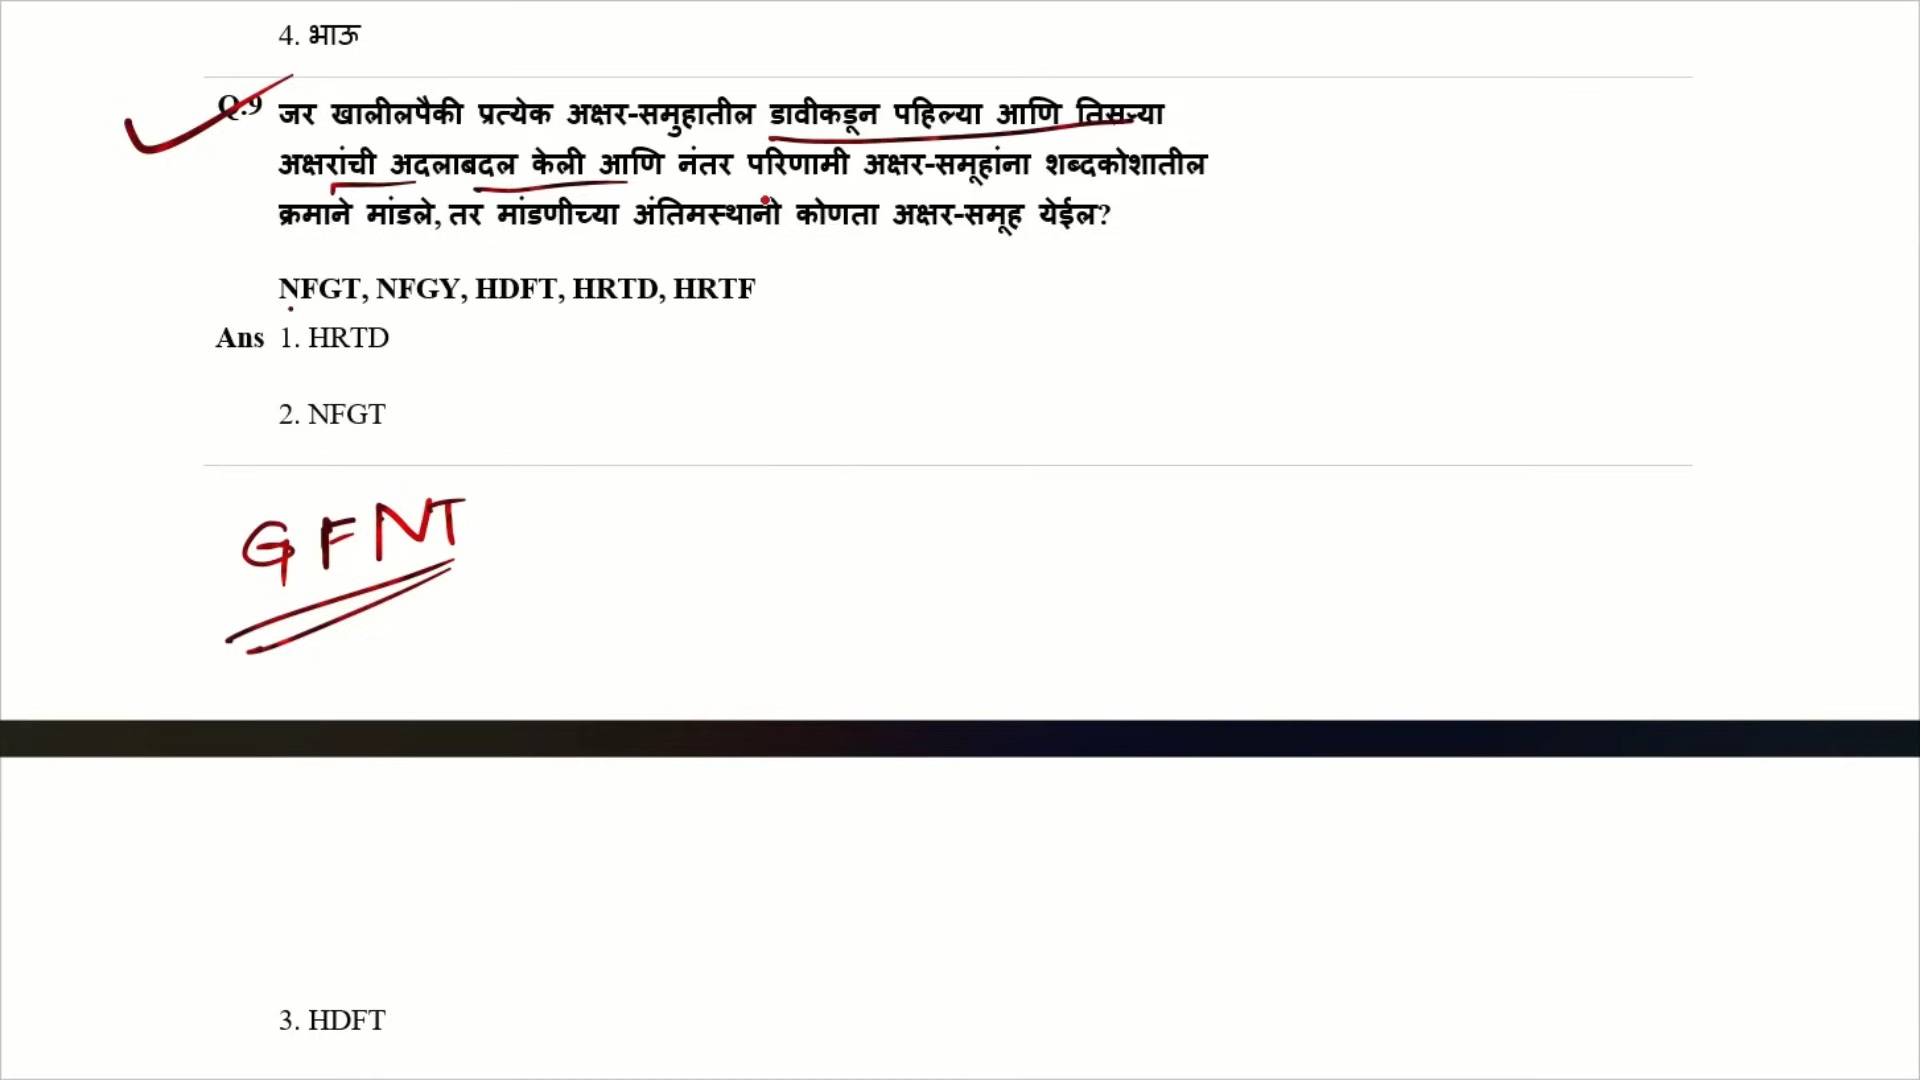 4. भाऊ
Q.9 जर खालीलपैकी प्रत्येक अक्षर-समुहातील डावीकडून पहिल्या आणि तिसऱ्या
अक्षरांची अदलाबदल केली आणि नंतर परिणामी अक्षर-समूहांना शब्दकोशातील
क्रमाने मांडले, तर मांडणीच्या अंतिमस्थानी कोणता अक्षर-समूह येईल?
NFGT, NFGY, HDFT, HRTD, HRTF
Ans 1. HRTD
2. NFGT
GFNT
3. HDFT